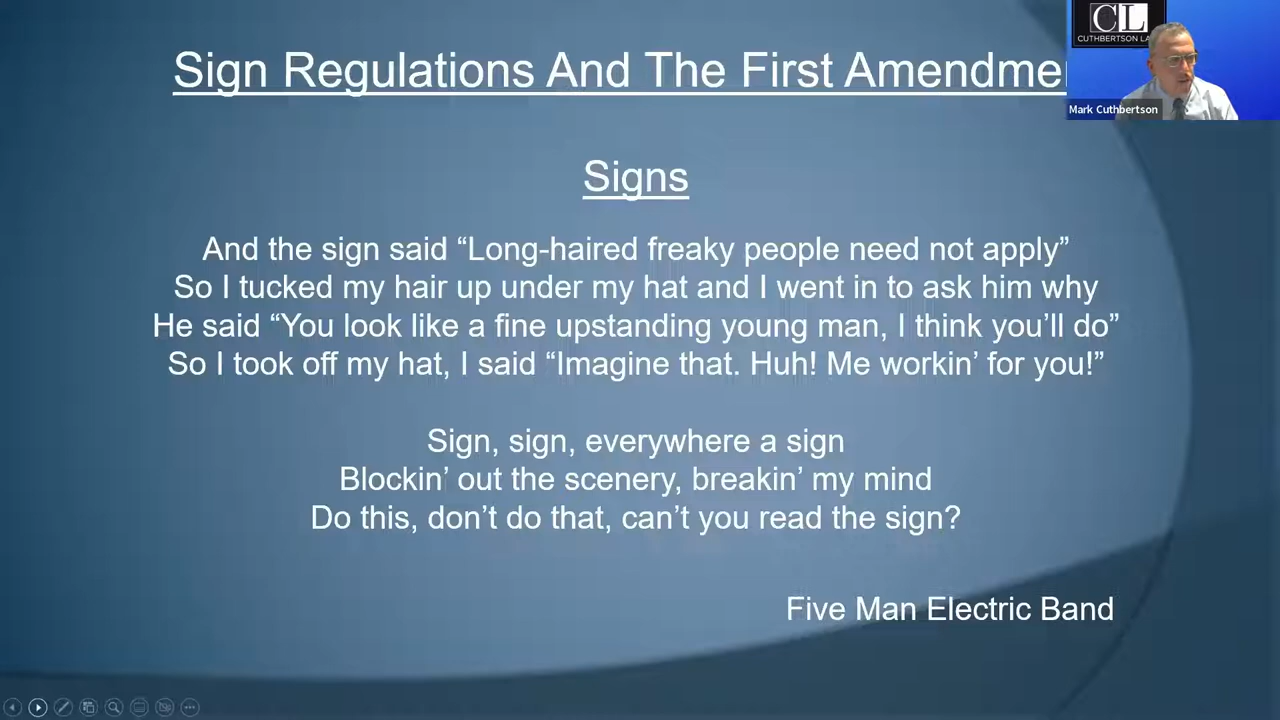 Sign Regulations And The First Amendmen
CL
CUTHBERTSON LA
Mark Cuthbertson
Signs
And the sign said “Long-haired freaky people need not apply”
So I tucked my hair up under my hat and I went in to ask him why
He said “You look like a fine upstanding young man, I think you’ll do”
So I took off my hat, I said “Imagine that. Huh! Me workin’ for you!”
Sign, sign, everywhere a sign
Blockin’ out the scenery, breakin’ my mind
Do this, don’t do that, can’t you read the sign?
Five Man Electric Band